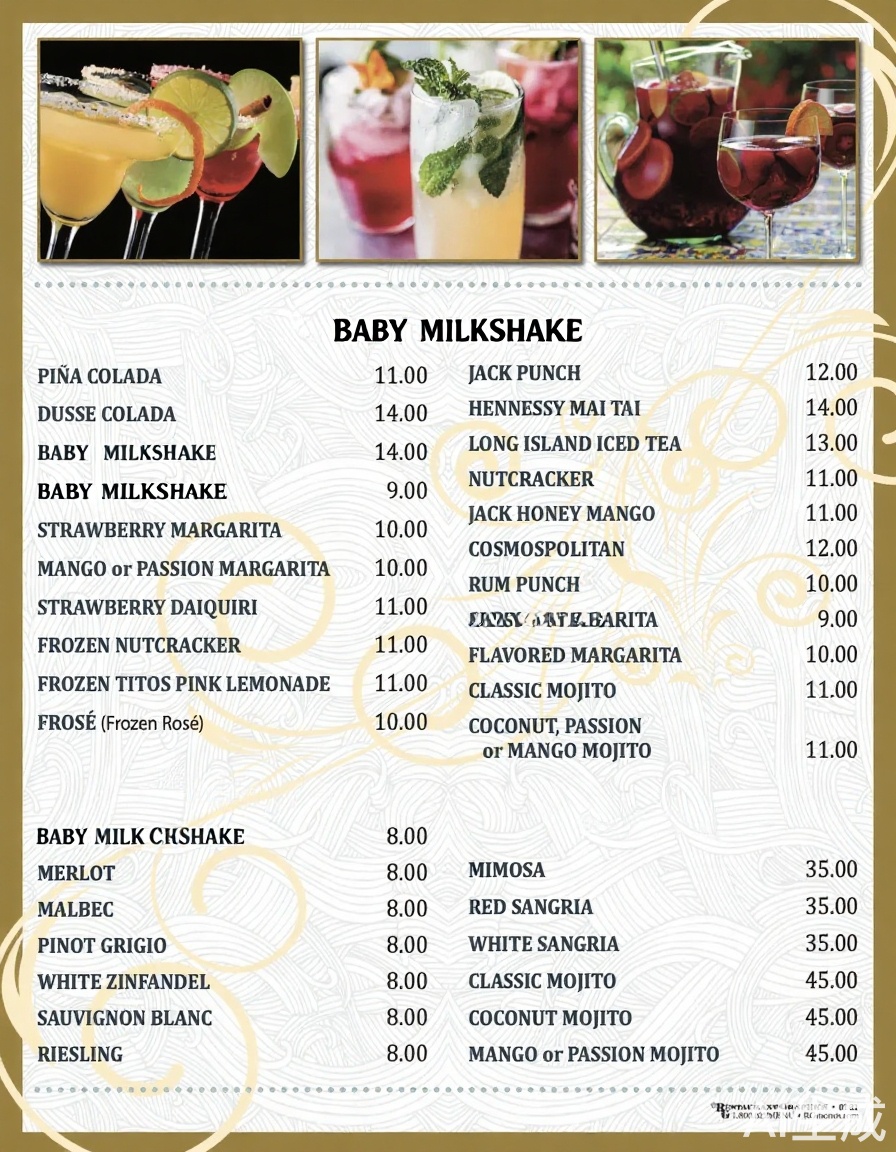 BABY MILKSHAKE
PIÑA COLADA 11.00
DUSSE COLADA 14.00
BABY MILKSHAKE 14.00
BABY MILKSHAKE 9.00
STRAWBERRY MARGARITA 10.00
MANGO or PASSION MARGARITA 10.00
STRAWBERRY DAIQUIRI 11.00
FROZEN NUTCRACKER 11.00
FROZEN TITOS PINK LEMONADE 11.00
FROSÉ (Frozen Rosé) 10.00
JACK PUNCH 12.00
HENNESSY MAI TAI 14.00
LONG ISLAND ICED TEA 13.00
NUTCRACKER 11.00
JACK HONEY MANGO 11.00
COSMOSPOLITAN 12.00
RUM PUNCH 10.00
9.00
FLAVORED MARGARITA 10.00
CLASSIC MOJITO 11.00
COCONUT, PASSION
or MANGO MOJITO 11.00
BABY MILK CHSHAKE 8.00
MERLOT 8.00
MALBEC 8.00
PINOT GRIGIO 8.00
WHITE ZINFANDEL 8.00
SAUVIGNON BLANC 8.00
RIESLING 8.00
MIMOSA 35.00
RED SANGRIA 35.00
WHITE SANGRIA 35.00
CLASSIC MOJITO 45.00
COCONUT MOJITO 45.00
MANGO or PASSION MOJITO 45.00
AI生成